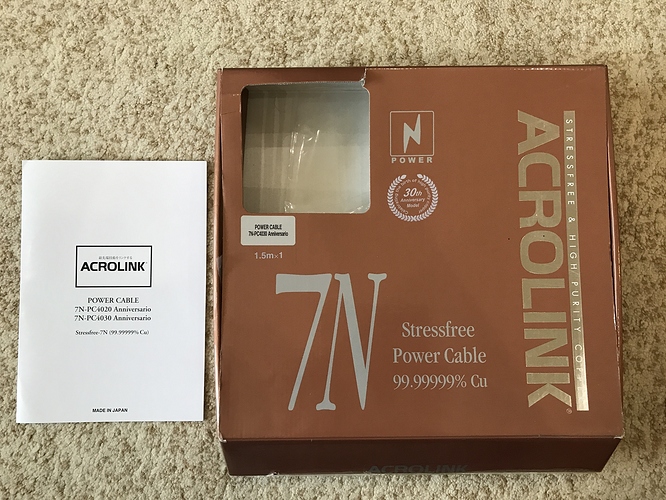 ACROLINK
POWER CABLE
7N-PC4020 Anniversario
7N-PC4030 Anniversario
Stressfree-7N (99.99999% Cu)
MADE IN JAPAN
N
POWER
30th
Anniversary
Model
POWER CABLE
7N-PC4030 Anniversario
1.5m×1
7N
Stressfree
Power Cable
99.99999% Cu
STRESSFREE & HIGH PURITY
ACROLINK®
ACROLINK